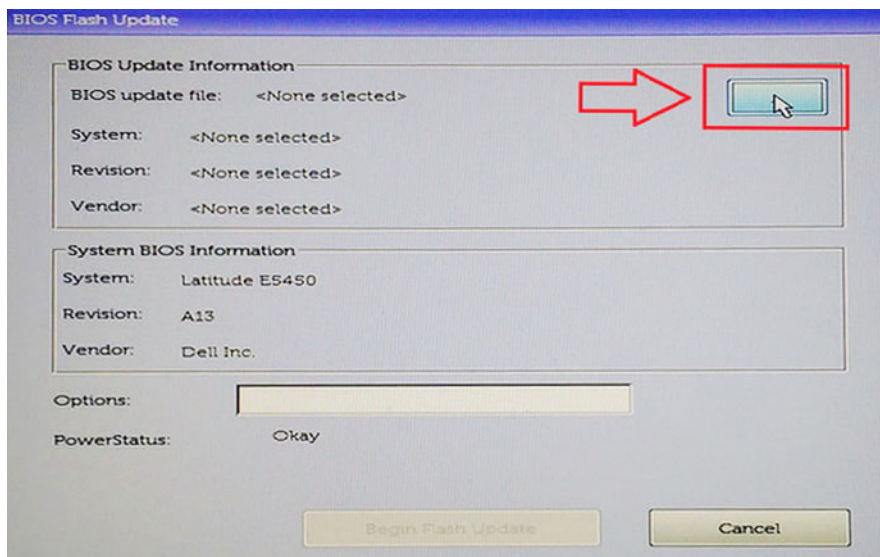 BIOS Flash Update
BIOS Update Information
BIOS update file: <None selected>
System: <None selected>
Revision: <None selected>
Vendor: <None selected>
System BIOS Information
System: Latitude E5450
Revision: A13
Vendor: Dell Inc.
Options:
PowerStatus: Okay
Begin Flash Update
Cancel